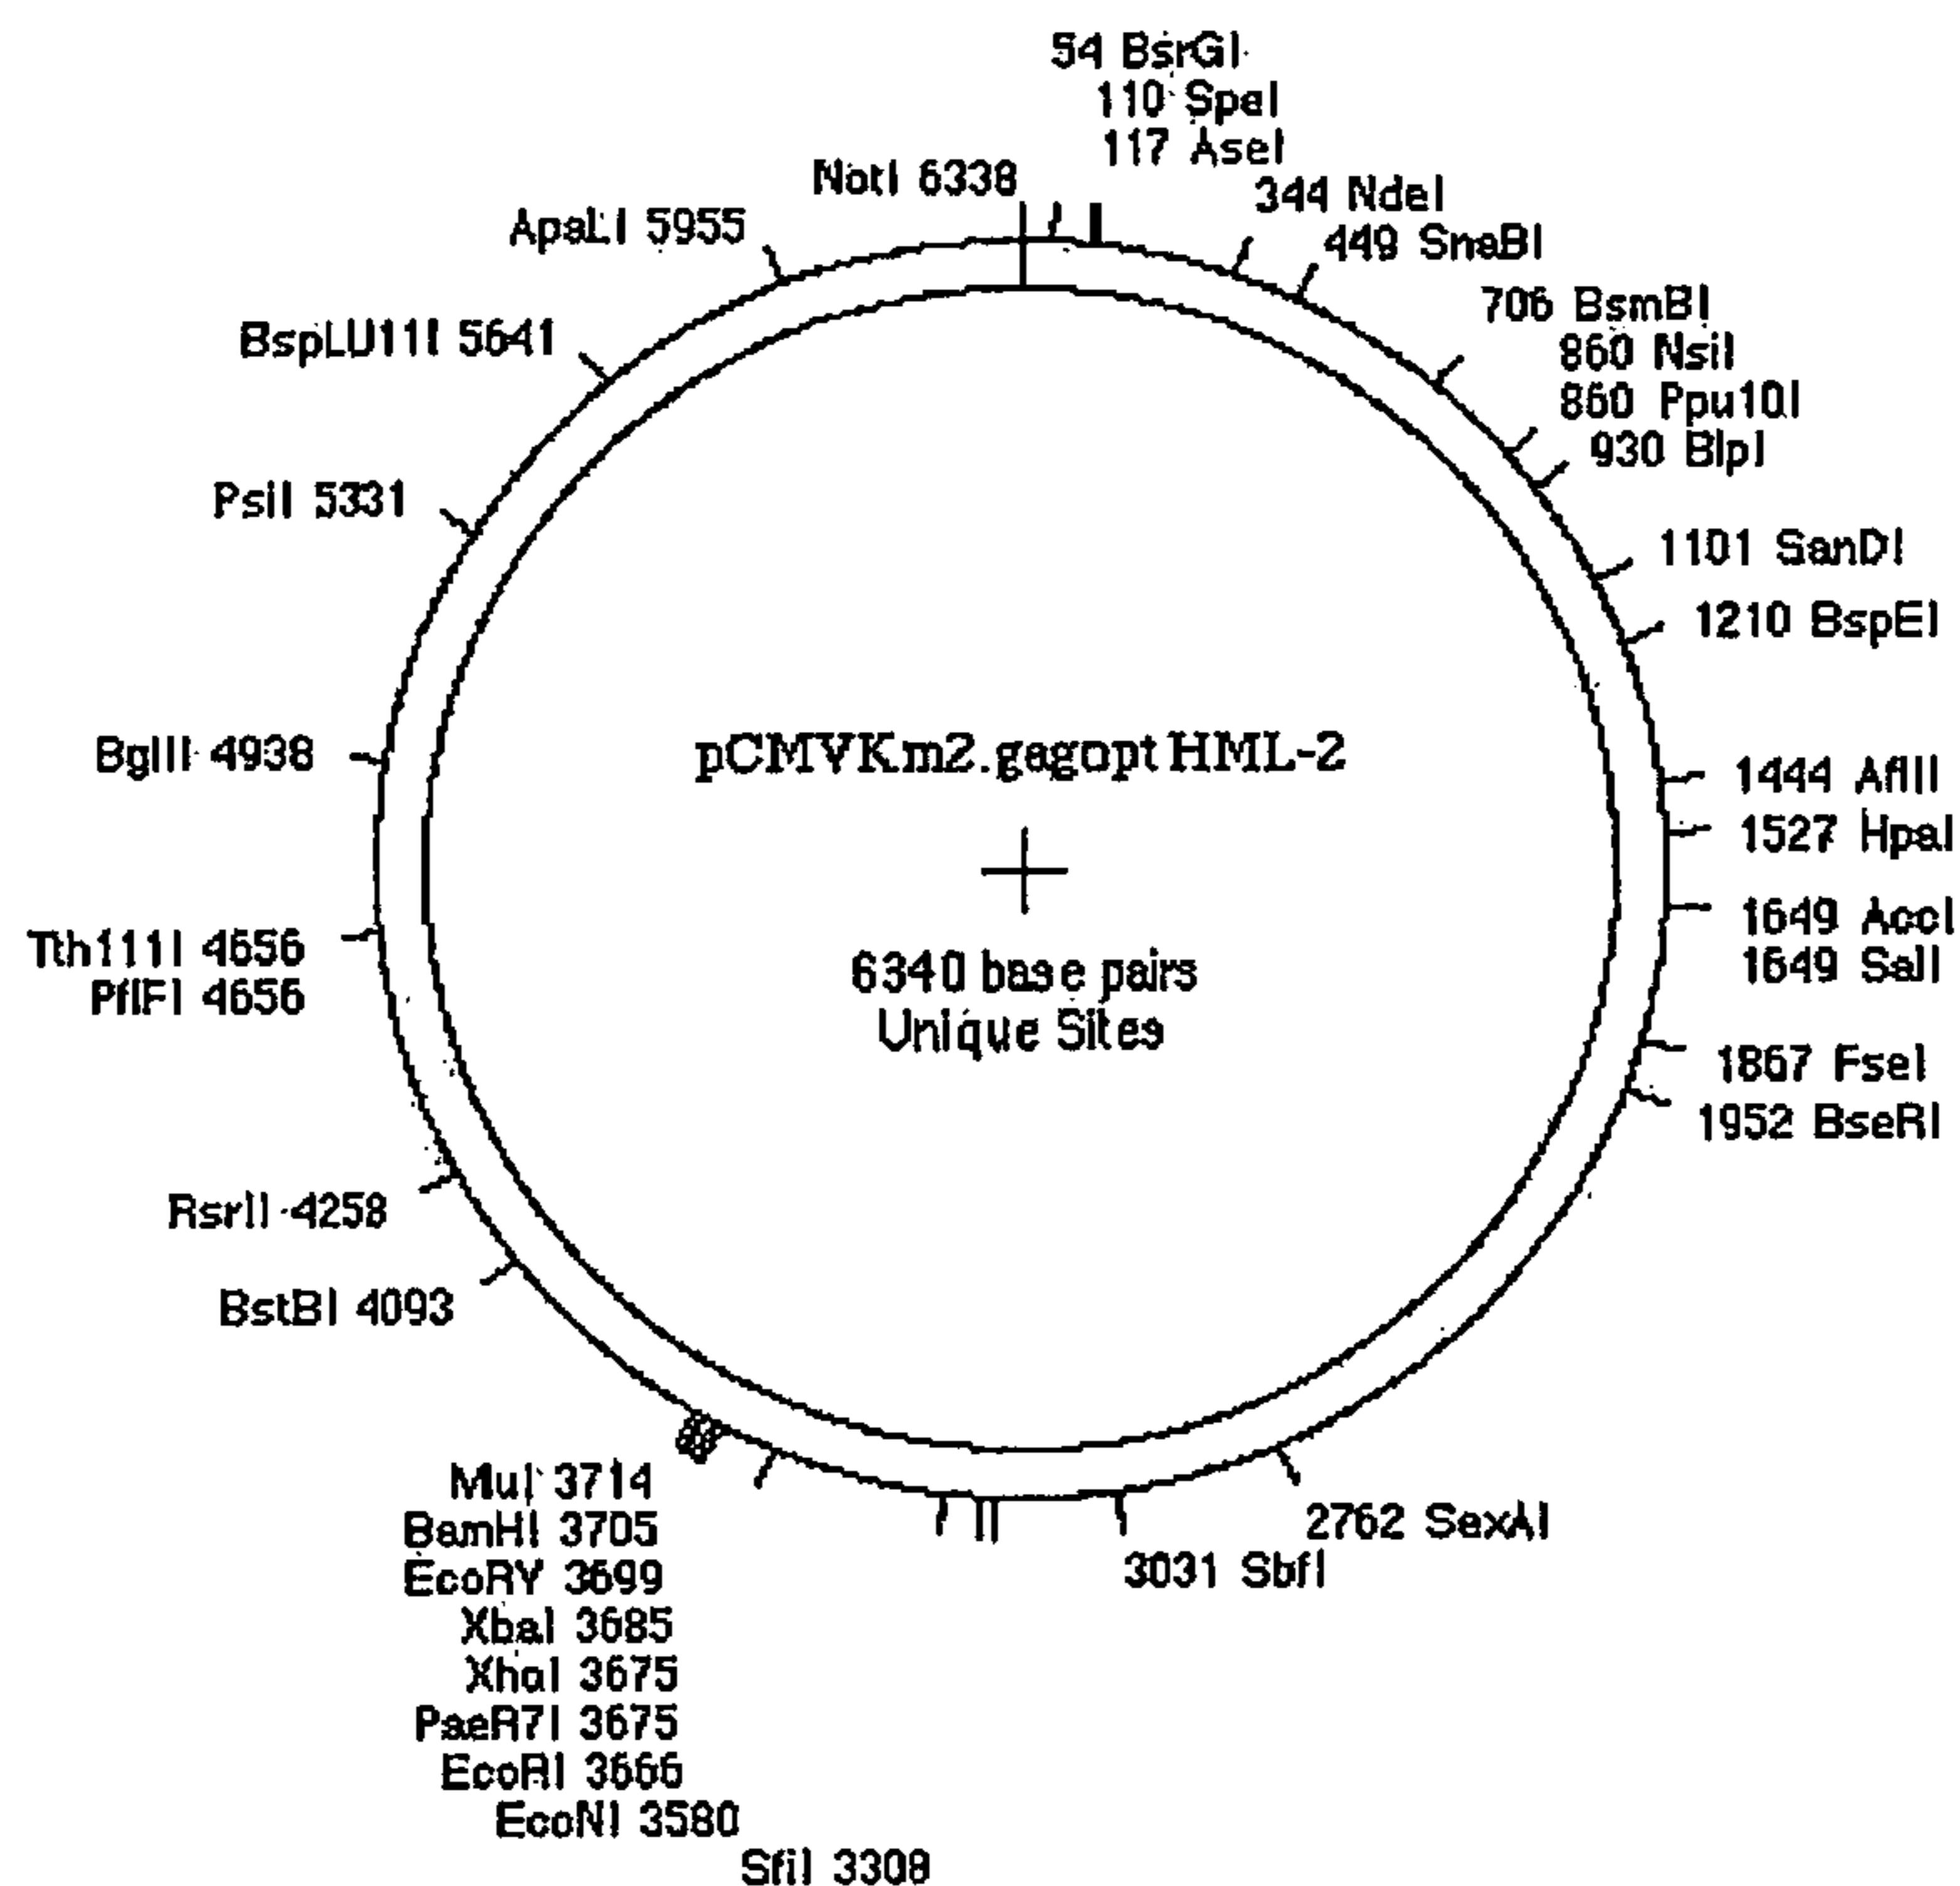 54 BsrGI
110 SpeI
117 AseI
NotI 6338
344 NdeI
ApaLI 5955
449 SnaBI
706 BsmBI
BspLU11I 5641
860 NsiI
860 Ppu10I
930 BlpI
PsiI 5331
1101 SanDI
1210 BspEI
BglII 4938
pCMVKm2.gagopt HML-2
1444 AflII
1527 HpaI
1649 AccI
Tth111I 4656
1649 SalI
PflFI 4656
6340 base pairs
Unique Sites
1867 FseI
1952 BseRI
RsrII 4258
BstBI 4093
MluI 3714
2762 SexAI
BamHI 3705
3031 SbfI
EcoRV 3699
XbaI 3685
XhoI 3675
PaeR7I 3675
EcoRI 3666
EcoNI 3580
SfiI 3308